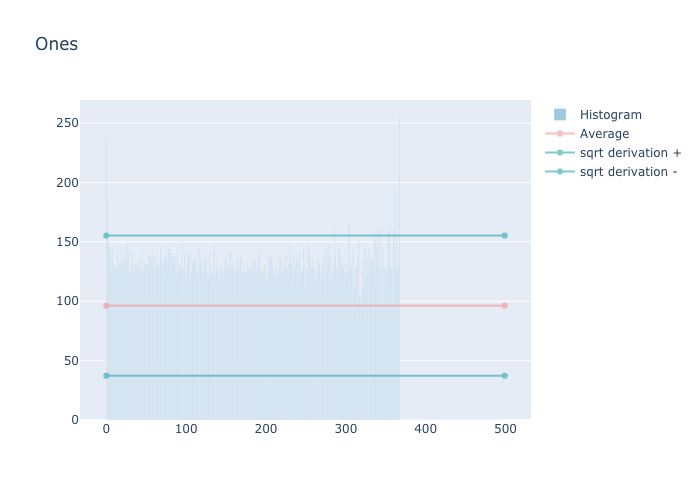 Ones
Histogram
Average
sqrt derivation +
sqrt derivation -
250
200
150
100
50
0
0 100 200 300 400 500